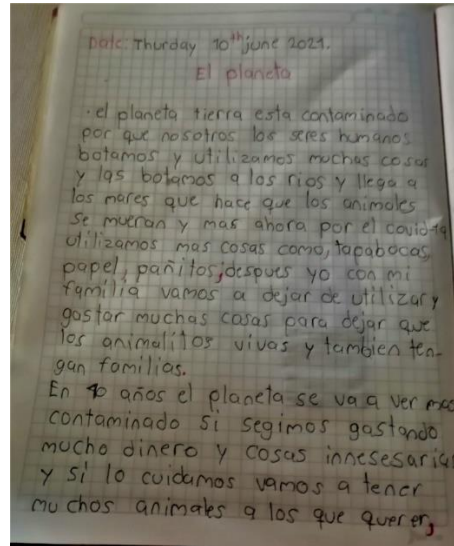 Date: Thurday 10th june 2021.
El planeta
. el planeta tierra esta contaminado
por que nosotros los seres humanos
botamos y utilizamos muchas cosas
y las botamos a los rios y llega a
los mares que hace que los animales
se mueran y mas ahora por el covid-19
utilizamos mas cosas como, tapabocas,
papel, pañitos, despues yo con mi
familia vamos a dejar de utilizar y
gastar muchas cosas para dejar que
los animalitos vivas y tambien ten-
gan familias.
En 10 años el planeta se va a ver mas
contaminado si segimos gastando
mucho dinero y cosas innesesarias
y si lo cuidamos vamos a tener
muchos animales a los que querer,